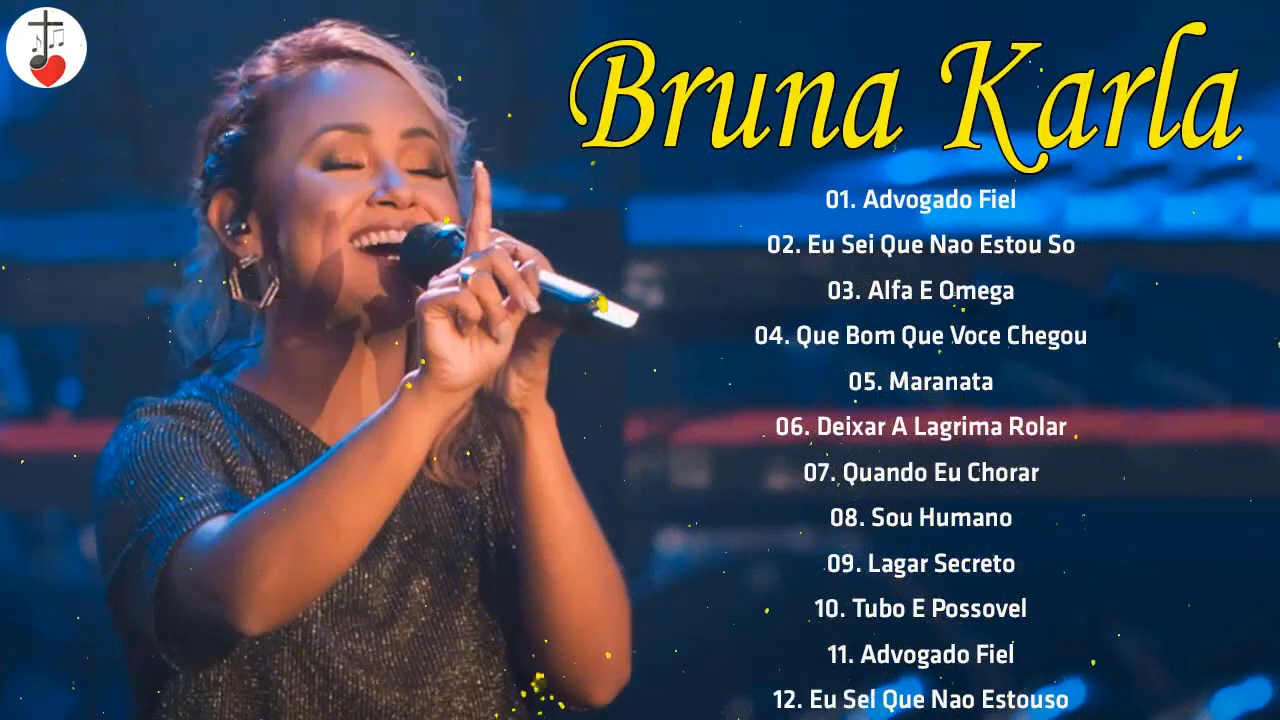 Bruna Karla
01. Advogado Fiel
02. Eu Sei Que Nao Estou So
03. Alfa E Omega
04. Que Bom Que Voce Chegou
05. Maranata
06. Deixar A Lagrima Rolar
07. Quando Eu Chorar
08. Sou Humano
09. Lagar Secreto
10. Tubo E Possovel
11. Advogado Fiel
12. Eu Sel Que Nao Estouso